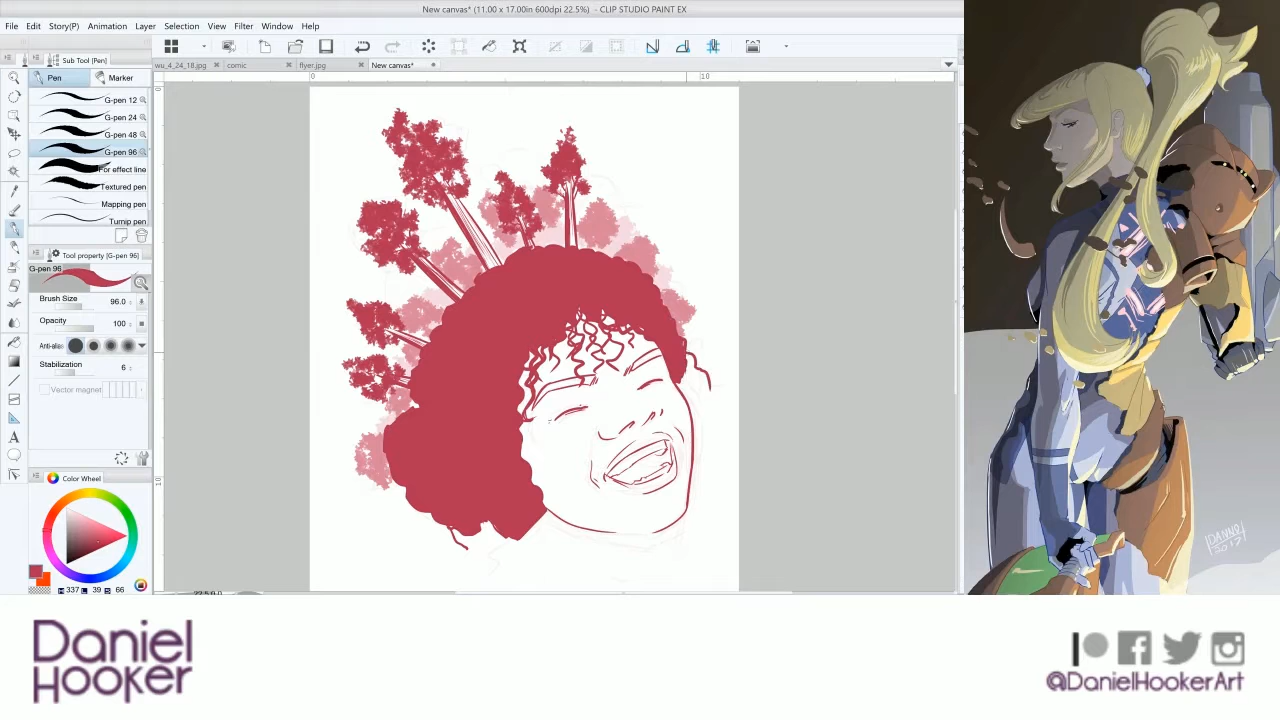 New canvas* (11.00 x 17.00in 600dpi 22.5%) - CLIP STUDIO PAINT EX
File Edit Story(P) Animation Layer Selection View Filter Window Help
Sub Tool [Pen]
wu_4_24_18.jpg comic flyer.jpg New canvas*
Pen Marker
0 10
G-pen 12
G-pen 24
G-pen 48
G-pen 96
For effect line
Textured pen
Mapping pen
Turnip pen
Tool property [G-pen 96]
G-pen 96
Brush Size 96.0
Opacity 100
Anti-alias
Stabilization 6
Vector magnet
Color Wheel
H 337 L 39 S 66
DANNO
2017
Daniel
Hooker
@DanielHookerArt